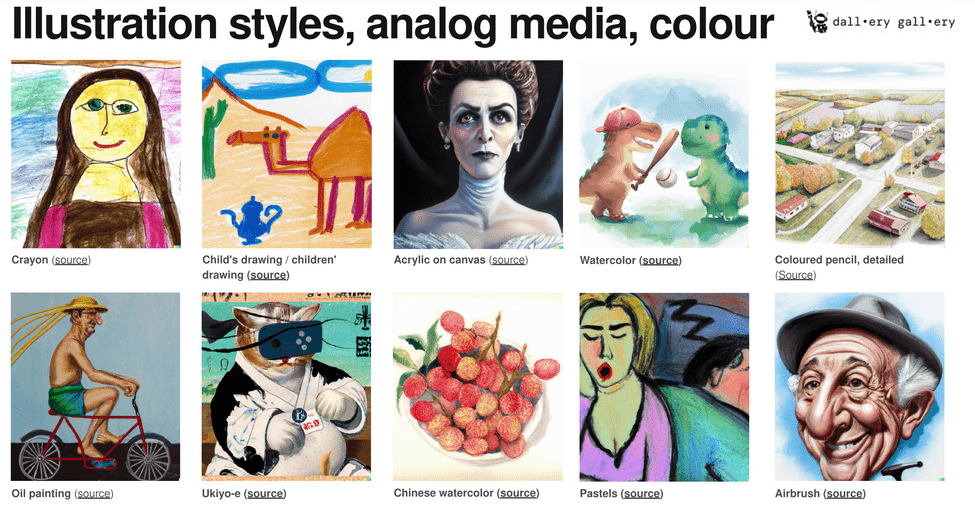 Illustration styles, analog media, colour
dall•ery gall•ery
Crayon (source)
Child's drawing / children'
drawing (source)
Acrylic on canvas (source)
Watercolor (source)
Coloured pencil, detailed
(Source)
Oil painting (source)
Ukiyo-e (source)
Chinese watercolor (source)
Pastels (source)
Airbrush (source)